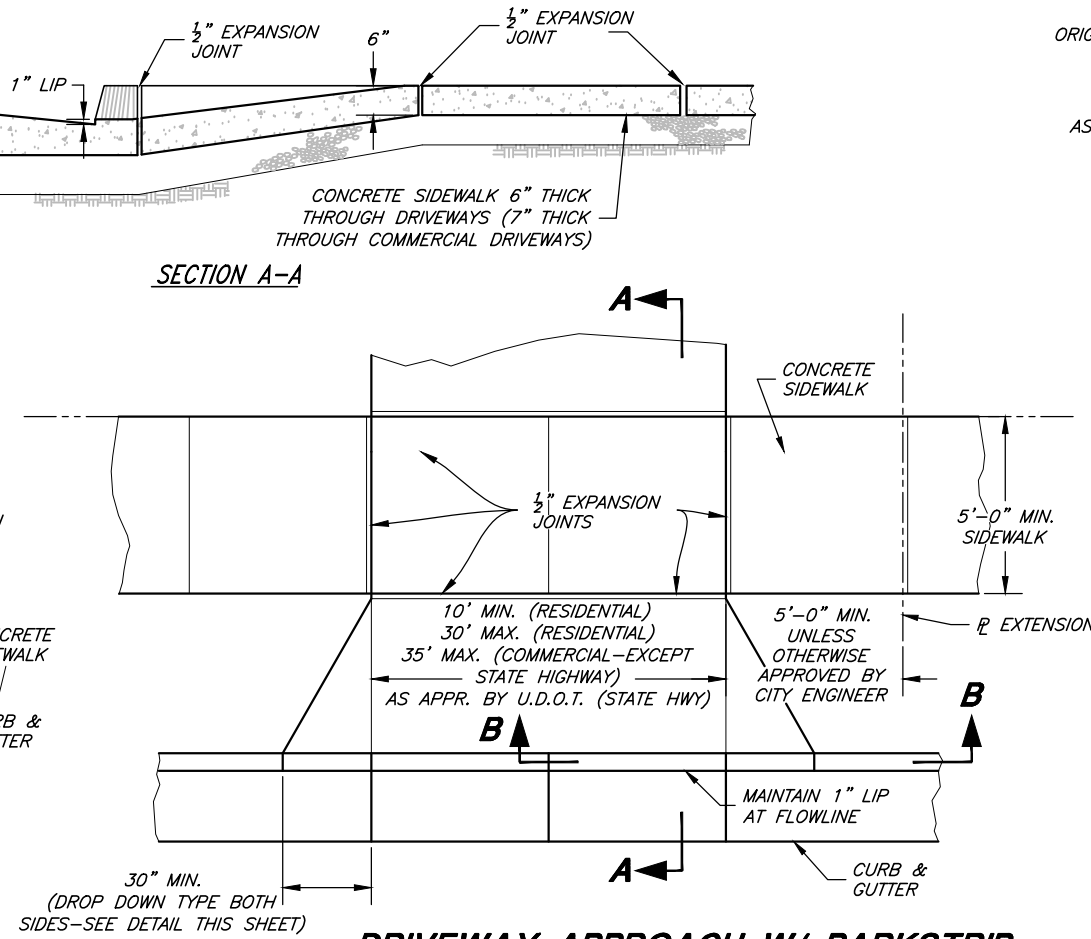 ½" EXPANSION
JOINT
6"
½" EXPANSION
JOINT
1" LIP
CONCRETE SIDEWALK 6" THICK
THROUGH DRIVEWAYS (7" THICK
THROUGH COMMERCIAL DRIVEWAYS)
SECTION A-A
A
CONCRETE
SIDEWALK
½" EXPANSION
JOINTS
5'-0" MIN.
SIDEWALK
10' MIN. (RESIDENTIAL)
30' MAX. (RESIDENTIAL)
35' MAX. (COMMERCIAL-EXCEPT
STATE HIGHWAY)
AS APPR. BY U.D.O.T. (STATE HWY)
5'-0" MIN.
UNLESS
OTHERWISE
APPROVED BY
CITY ENGINEER
PL EXTENSION
B
B
MAINTAIN 1" LIP
AT FLOWLINE
A
CURB &
GUTTER
30" MIN.
(DROP DOWN TYPE BOTH
SIDES-SEE DETAIL THIS SHEET)
DRIVEWAY APPROACH W/ PARKSTRIP